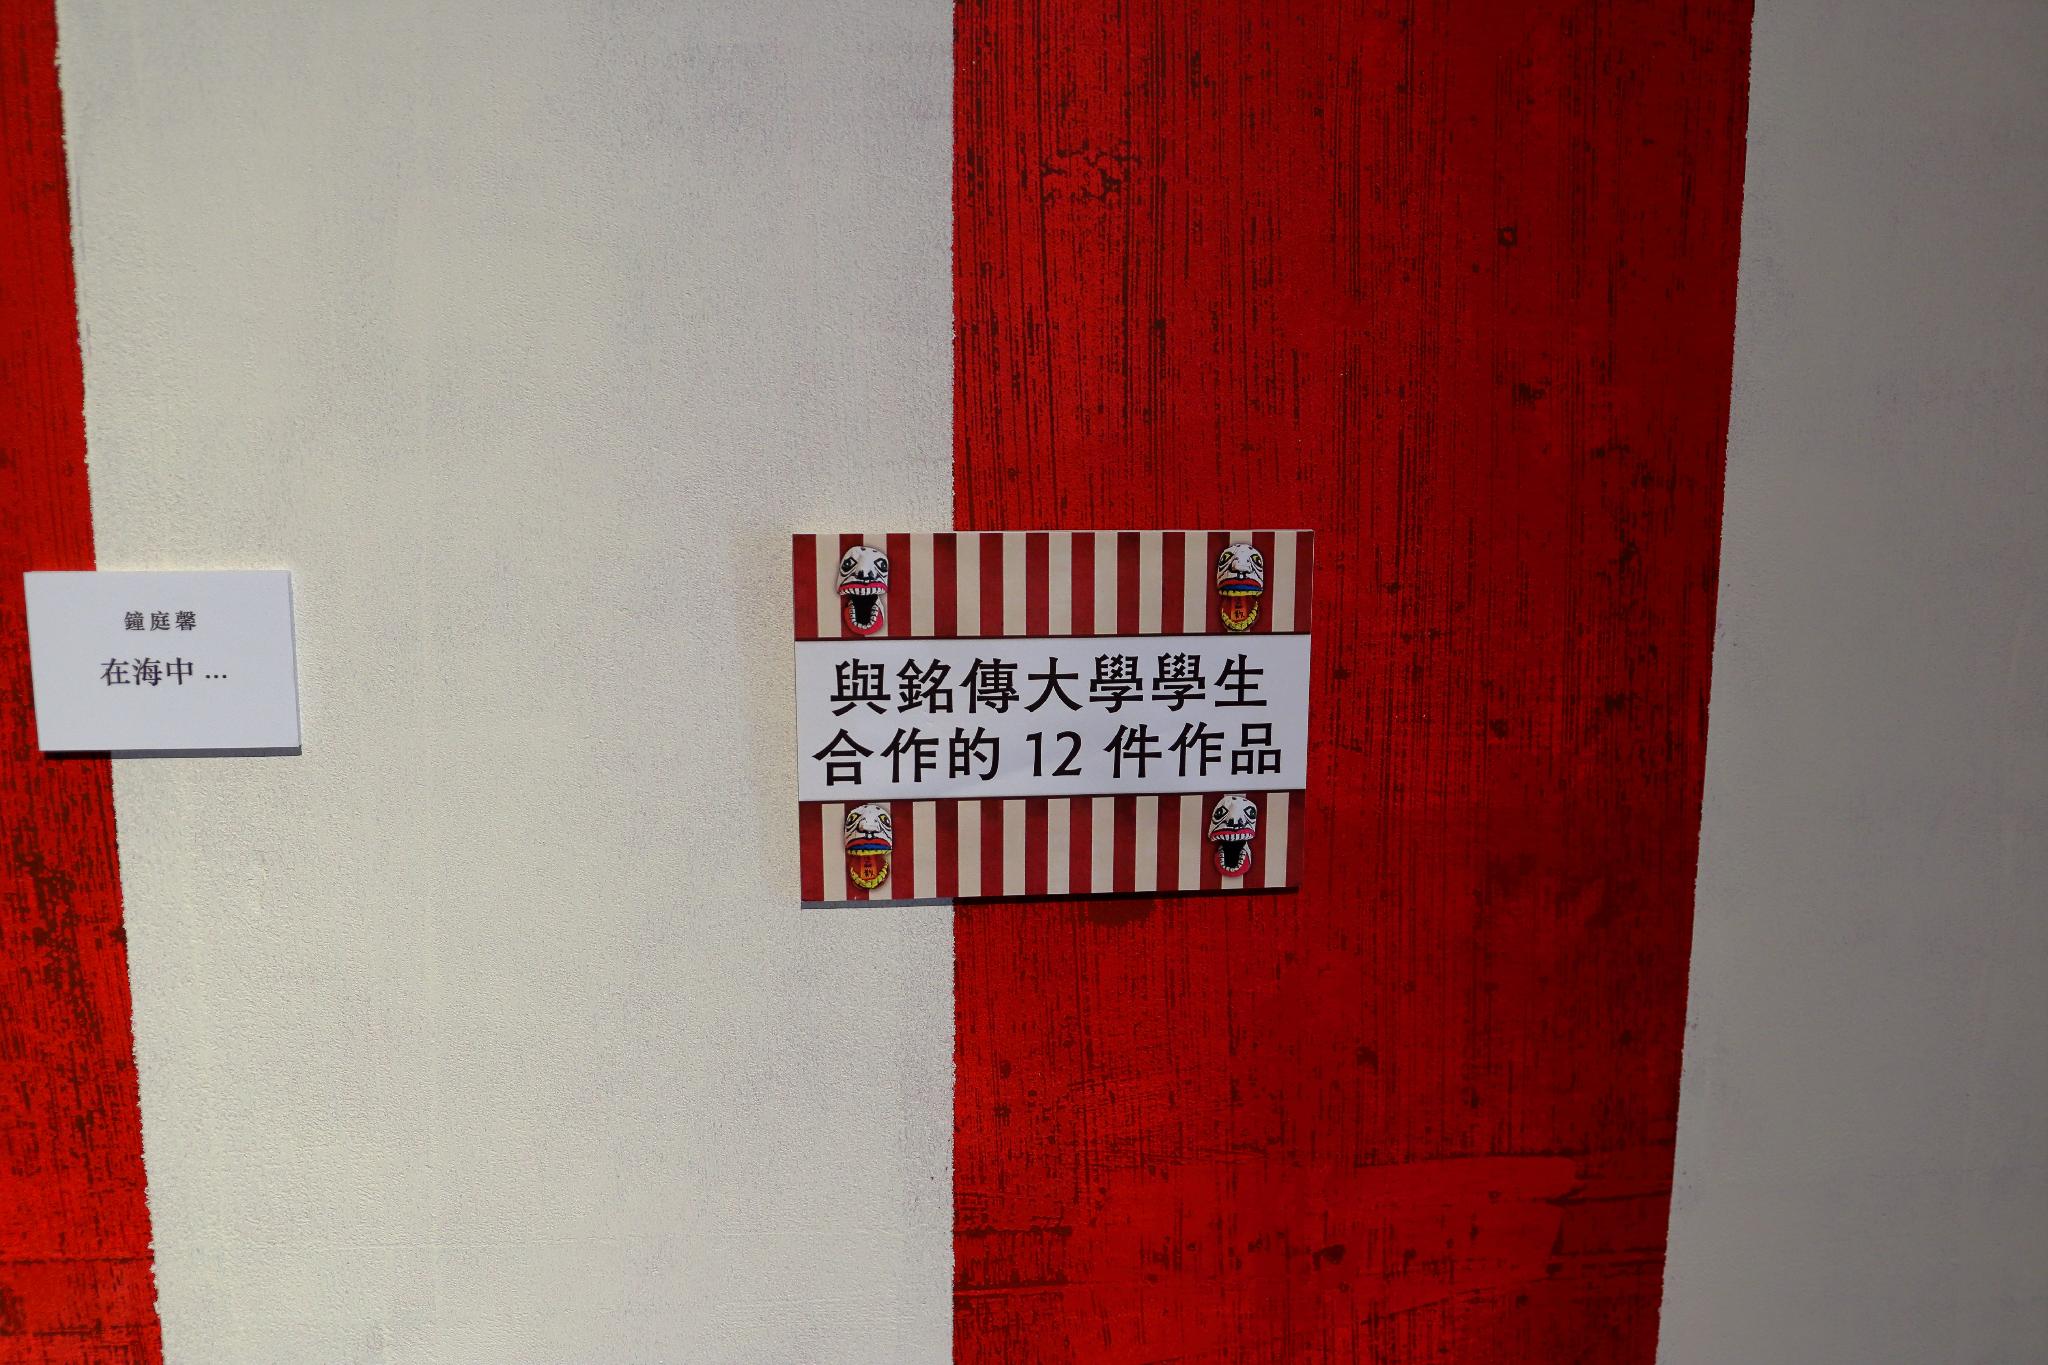 鐘庭馨
在海中...
與銘傳大學學生
合作的 12 件作品